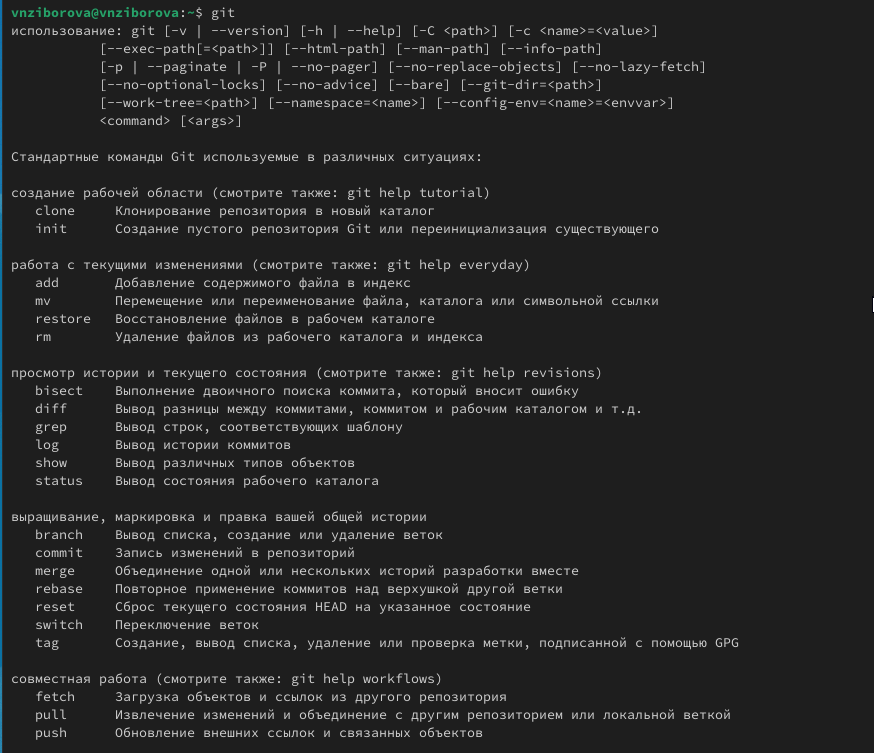 vnziborova@vnziborova:~$ git
использование: git [-v | --version] [-h | --help] [-C <path>] [-c <name>=<value>]
           [--exec-path[=<path>]] [--html-path] [--man-path] [--info-path]
           [-p | --paginate | -P | --no-pager] [--no-replace-objects] [--no-lazy-fetch]
           [--no-optional-locks] [--no-advice] [--bare] [--git-dir=<path>]
           [--work-tree=<path>] [--namespace=<name>] [--config-env=<name>=<envvar>]
           <command> [<args>]

Стандартные команды Git используемые в различных ситуациях:

создание рабочей области (смотрите также: git help tutorial)
   clone     Клонирование репозитория в новый каталог
   init      Создание пустого репозитория Git или переинициализация существующего

работа с текущими изменениями (смотрите также: git help everyday)
   add       Добавление содержимого файла в индекс
   mv        Перемещение или переименование файла, каталога или символьной ссылки
   restore   Восстановление файлов в рабочем каталоге
   rm        Удаление файлов из рабочего каталога и индекса

просмотр истории и текущего состояния (смотрите также: git help revisions)
   bisect    Выполнение двоичного поиска коммита, который вносит ошибку
   diff      Вывод разницы между коммитами, коммитом и рабочим каталогом и т.д.
   grep      Вывод строк, соответствующих шаблону
   log       Вывод истории коммитов
   show      Вывод различных типов объектов
   status    Вывод состояния рабочего каталога

выращивание, маркировка и правка вашей общей истории
   branch    Вывод списка, создание или удаление веток
   commit    Запись изменений в репозиторий
   merge     Объединение одной или нескольких историй разработки вместе
   rebase    Повторное применение коммитов над верхушкой другой ветки
   reset     Сброс текущего состояния HEAD на указанное состояние
   switch    Переключение веток
   tag       Создание, вывод списка, удаление или проверка метки, подписанной с помощью GPG

совместная работа (смотрите также: git help workflows)
   fetch     Загрузка объектов и ссылок из другого репозитория
   pull      Извлечение изменений и объединение с другим репозиторием или локальной веткой
   push      Обновление внешних ссылок и связанных объектов